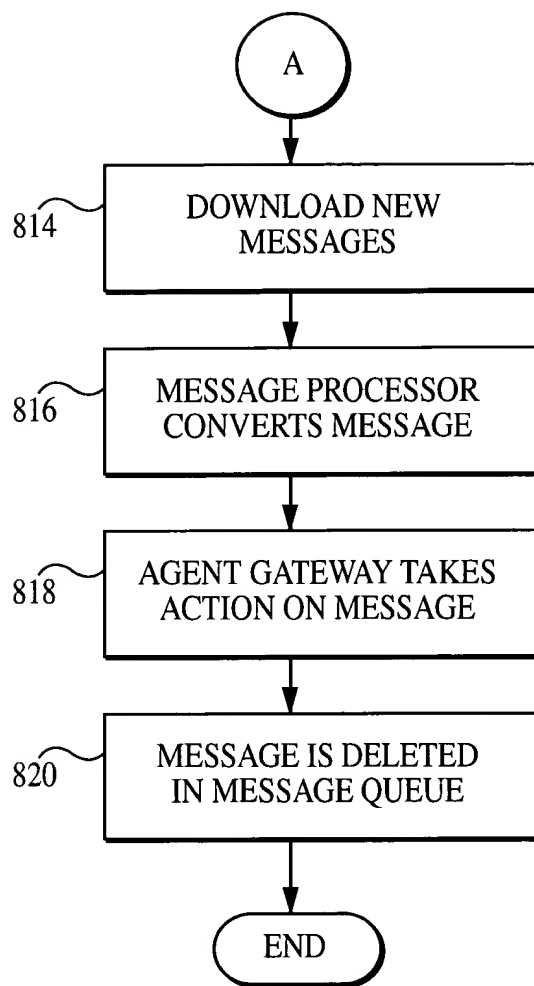 A
DOWNLOAD NEW
MESSAGES
814
MESSAGE PROCESSOR
CONVERTS MESSAGE
816
AGENT GATEWAY TAKES
ACTION ON MESSAGE
818
MESSAGE IS DELETED
IN MESSAGE QUEUE
820
END